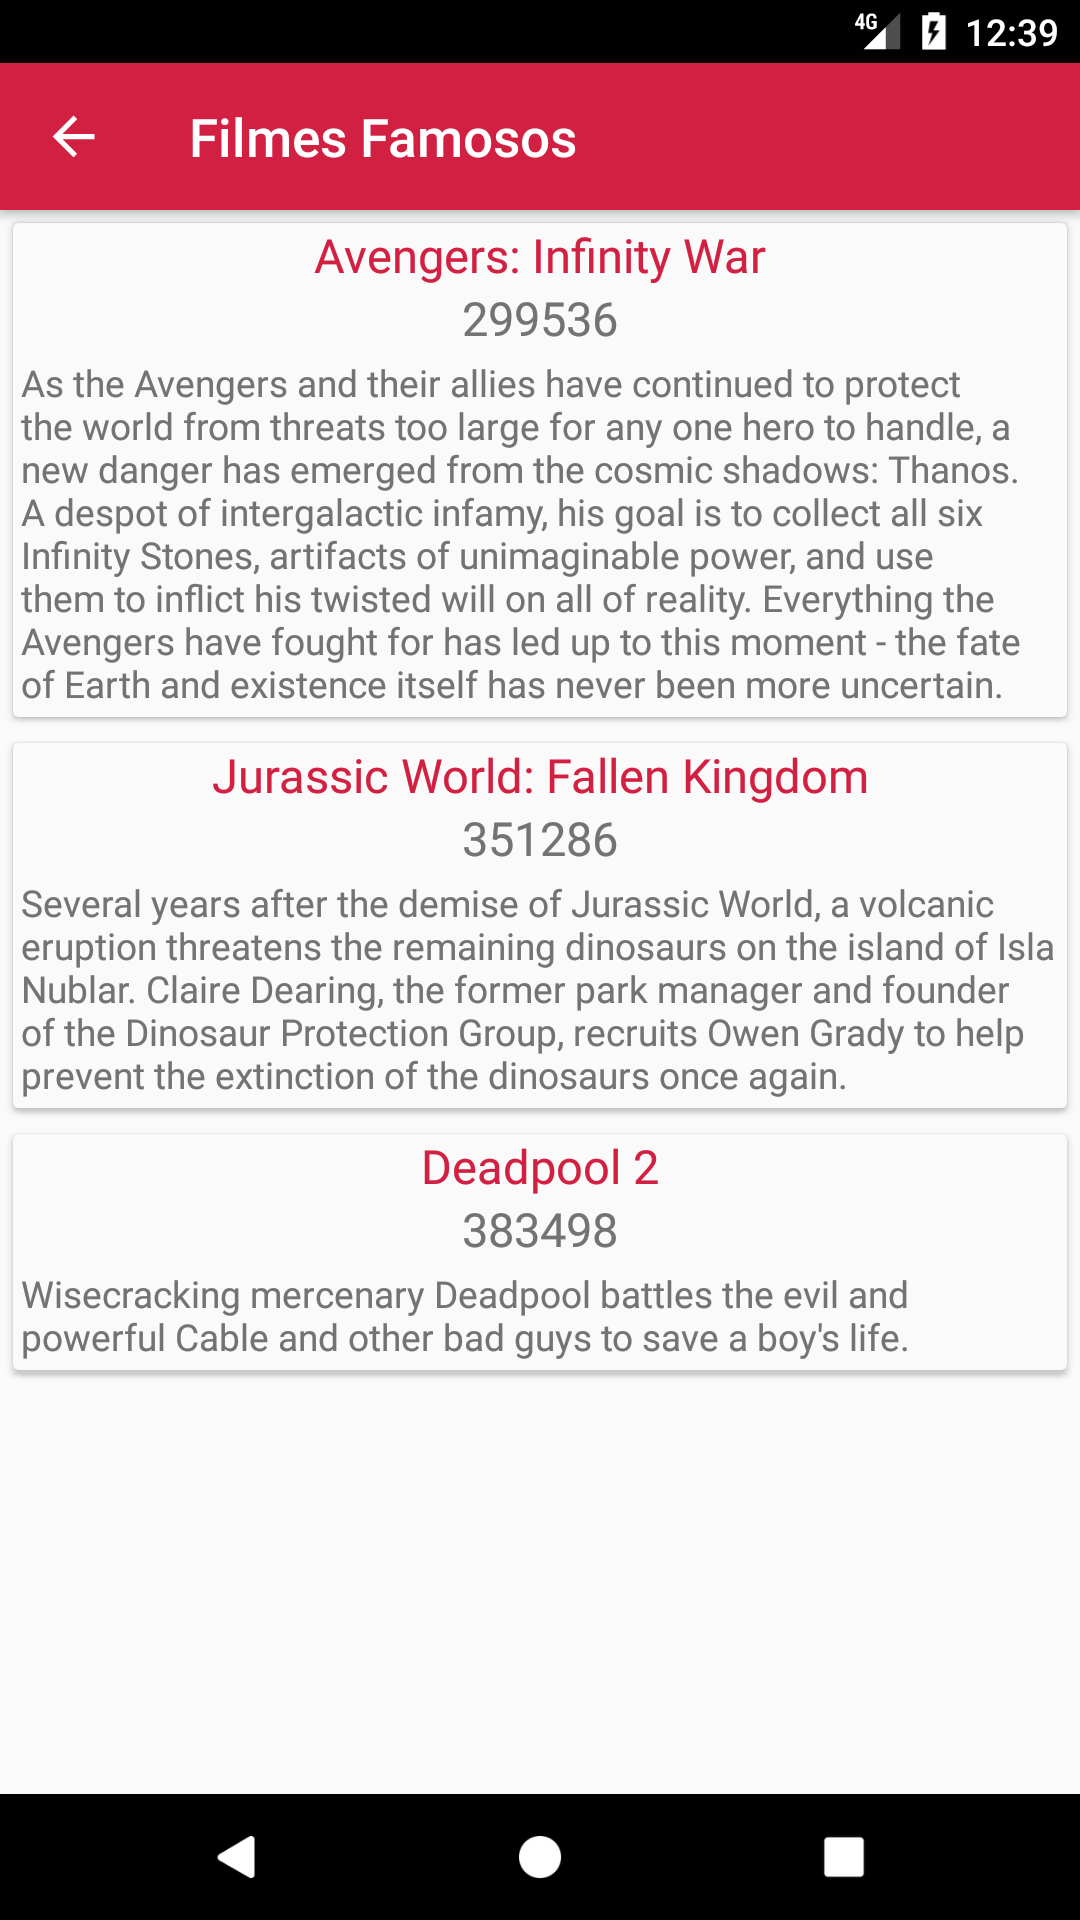 4G 12:39
Filmes Famosos
Avengers: Infinity War
299536
As the Avengers and their allies have continued to protect
the world from threats too large for any one hero to handle, a
new danger has emerged from the cosmic shadows: Thanos.
A despot of intergalactic infamy, his goal is to collect all six
Infinity Stones, artifacts of unimaginable power, and use
them to inflict his twisted will on all of reality. Everything the
Avengers have fought for has led up to this moment - the fate
of Earth and existence itself has never been more uncertain.
Jurassic World: Fallen Kingdom
351286
Several years after the demise of Jurassic World, a volcanic
eruption threatens the remaining dinosaurs on the island of Isla
Nublar. Claire Dearing, the former park manager and founder
of the Dinosaur Protection Group, recruits Owen Grady to help
prevent the extinction of the dinosaurs once again.
Deadpool 2
383498
Wisecracking mercenary Deadpool battles the evil and
powerful Cable and other bad guys to save a boy's life.